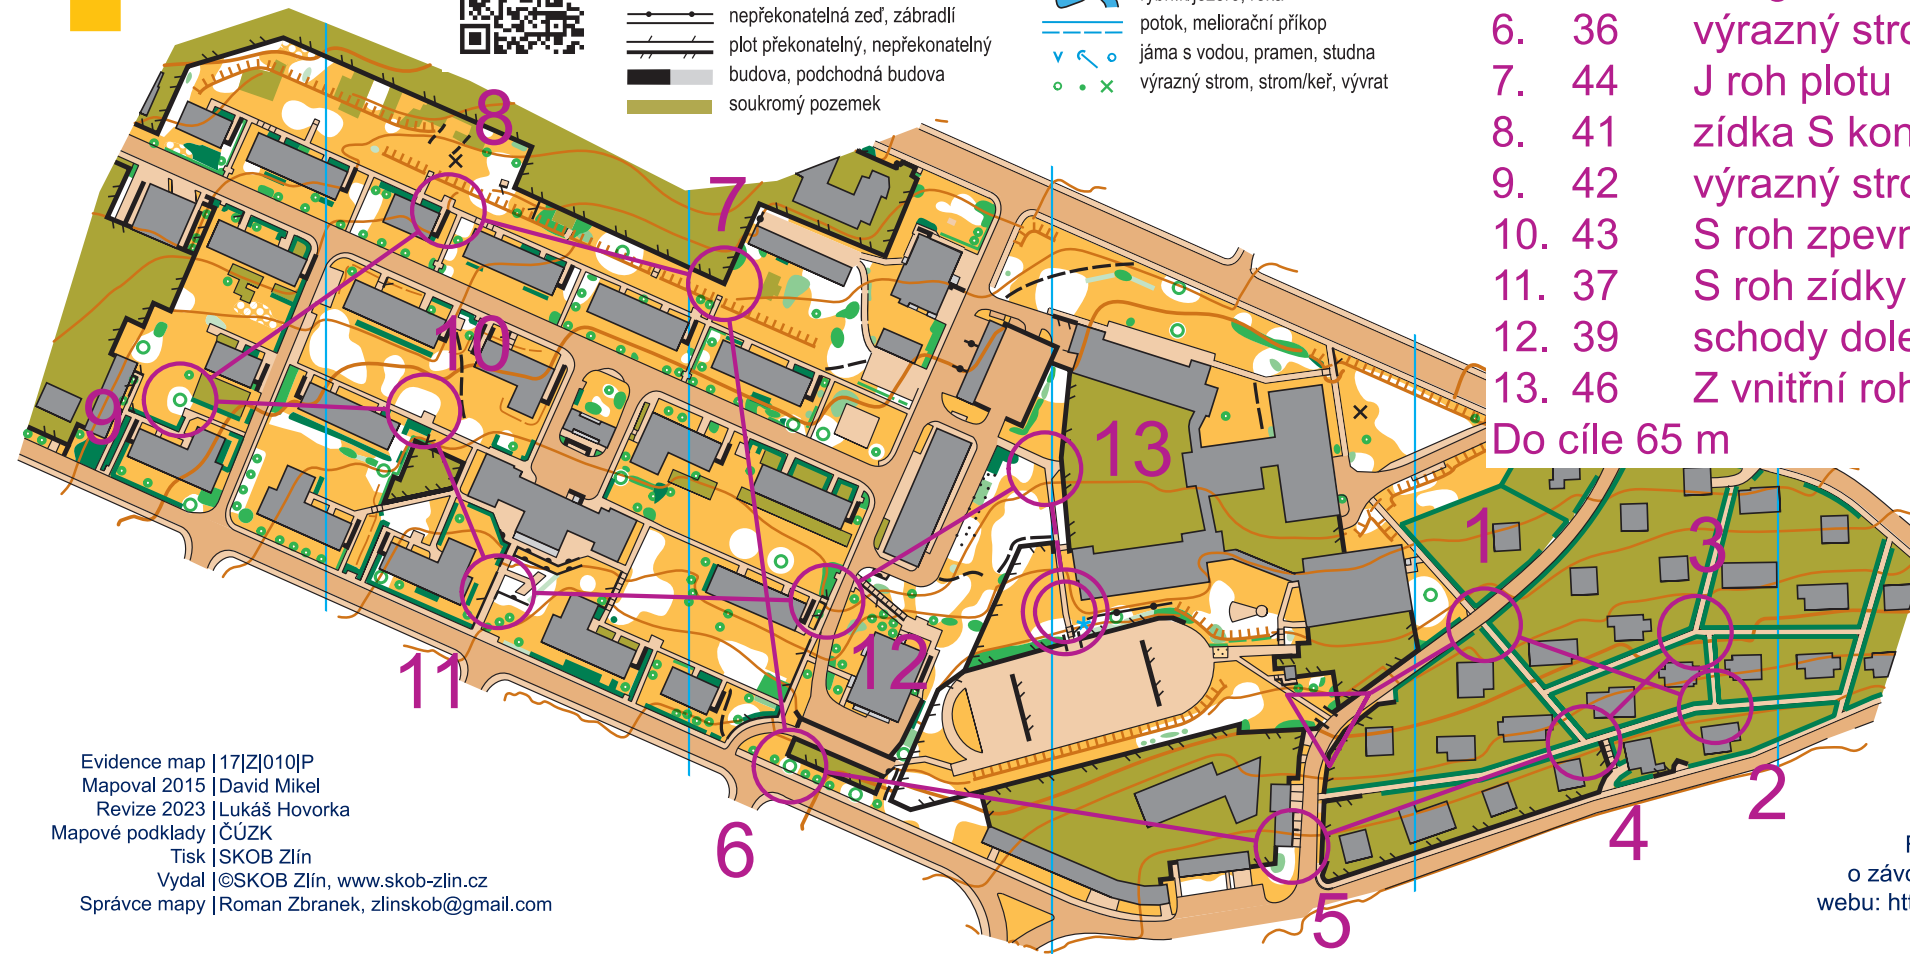 nepřekonatelná zeď, zábradlí
plot překonatelný, nepřekonatelný
budova, podchodná budova
soukromý pozemek
potok, meliorační příkop
jáma s vodou, pramen, studna
výrazný strom, strom/keř, vývrat
6. 36 výrazný stro
7. 44 J roh plotu
8. 41 zídka S kon
9. 42 výrazný stro
10. 43 S roh zpevn
11. 37 S roh zídky
12. 39 schody dole
13. 46 Z vnitřní roh
Do cíle 65 m
8
7
10
9
13
1
3
11
12
2
4
6
5
Evidence map | 17|Z|010|P
Mapoval 2015 | David Mikel
Revize 2023 | Lukáš Hovorka
Mapové podklady | ČÚZK
Tisk | SKOB Zlín
Vydal | ©SKOB Zlín, www.skob-zlin.cz
Správce mapy | Roman Zbranek, zlinskob@gmail.com
o závo
webu: htt